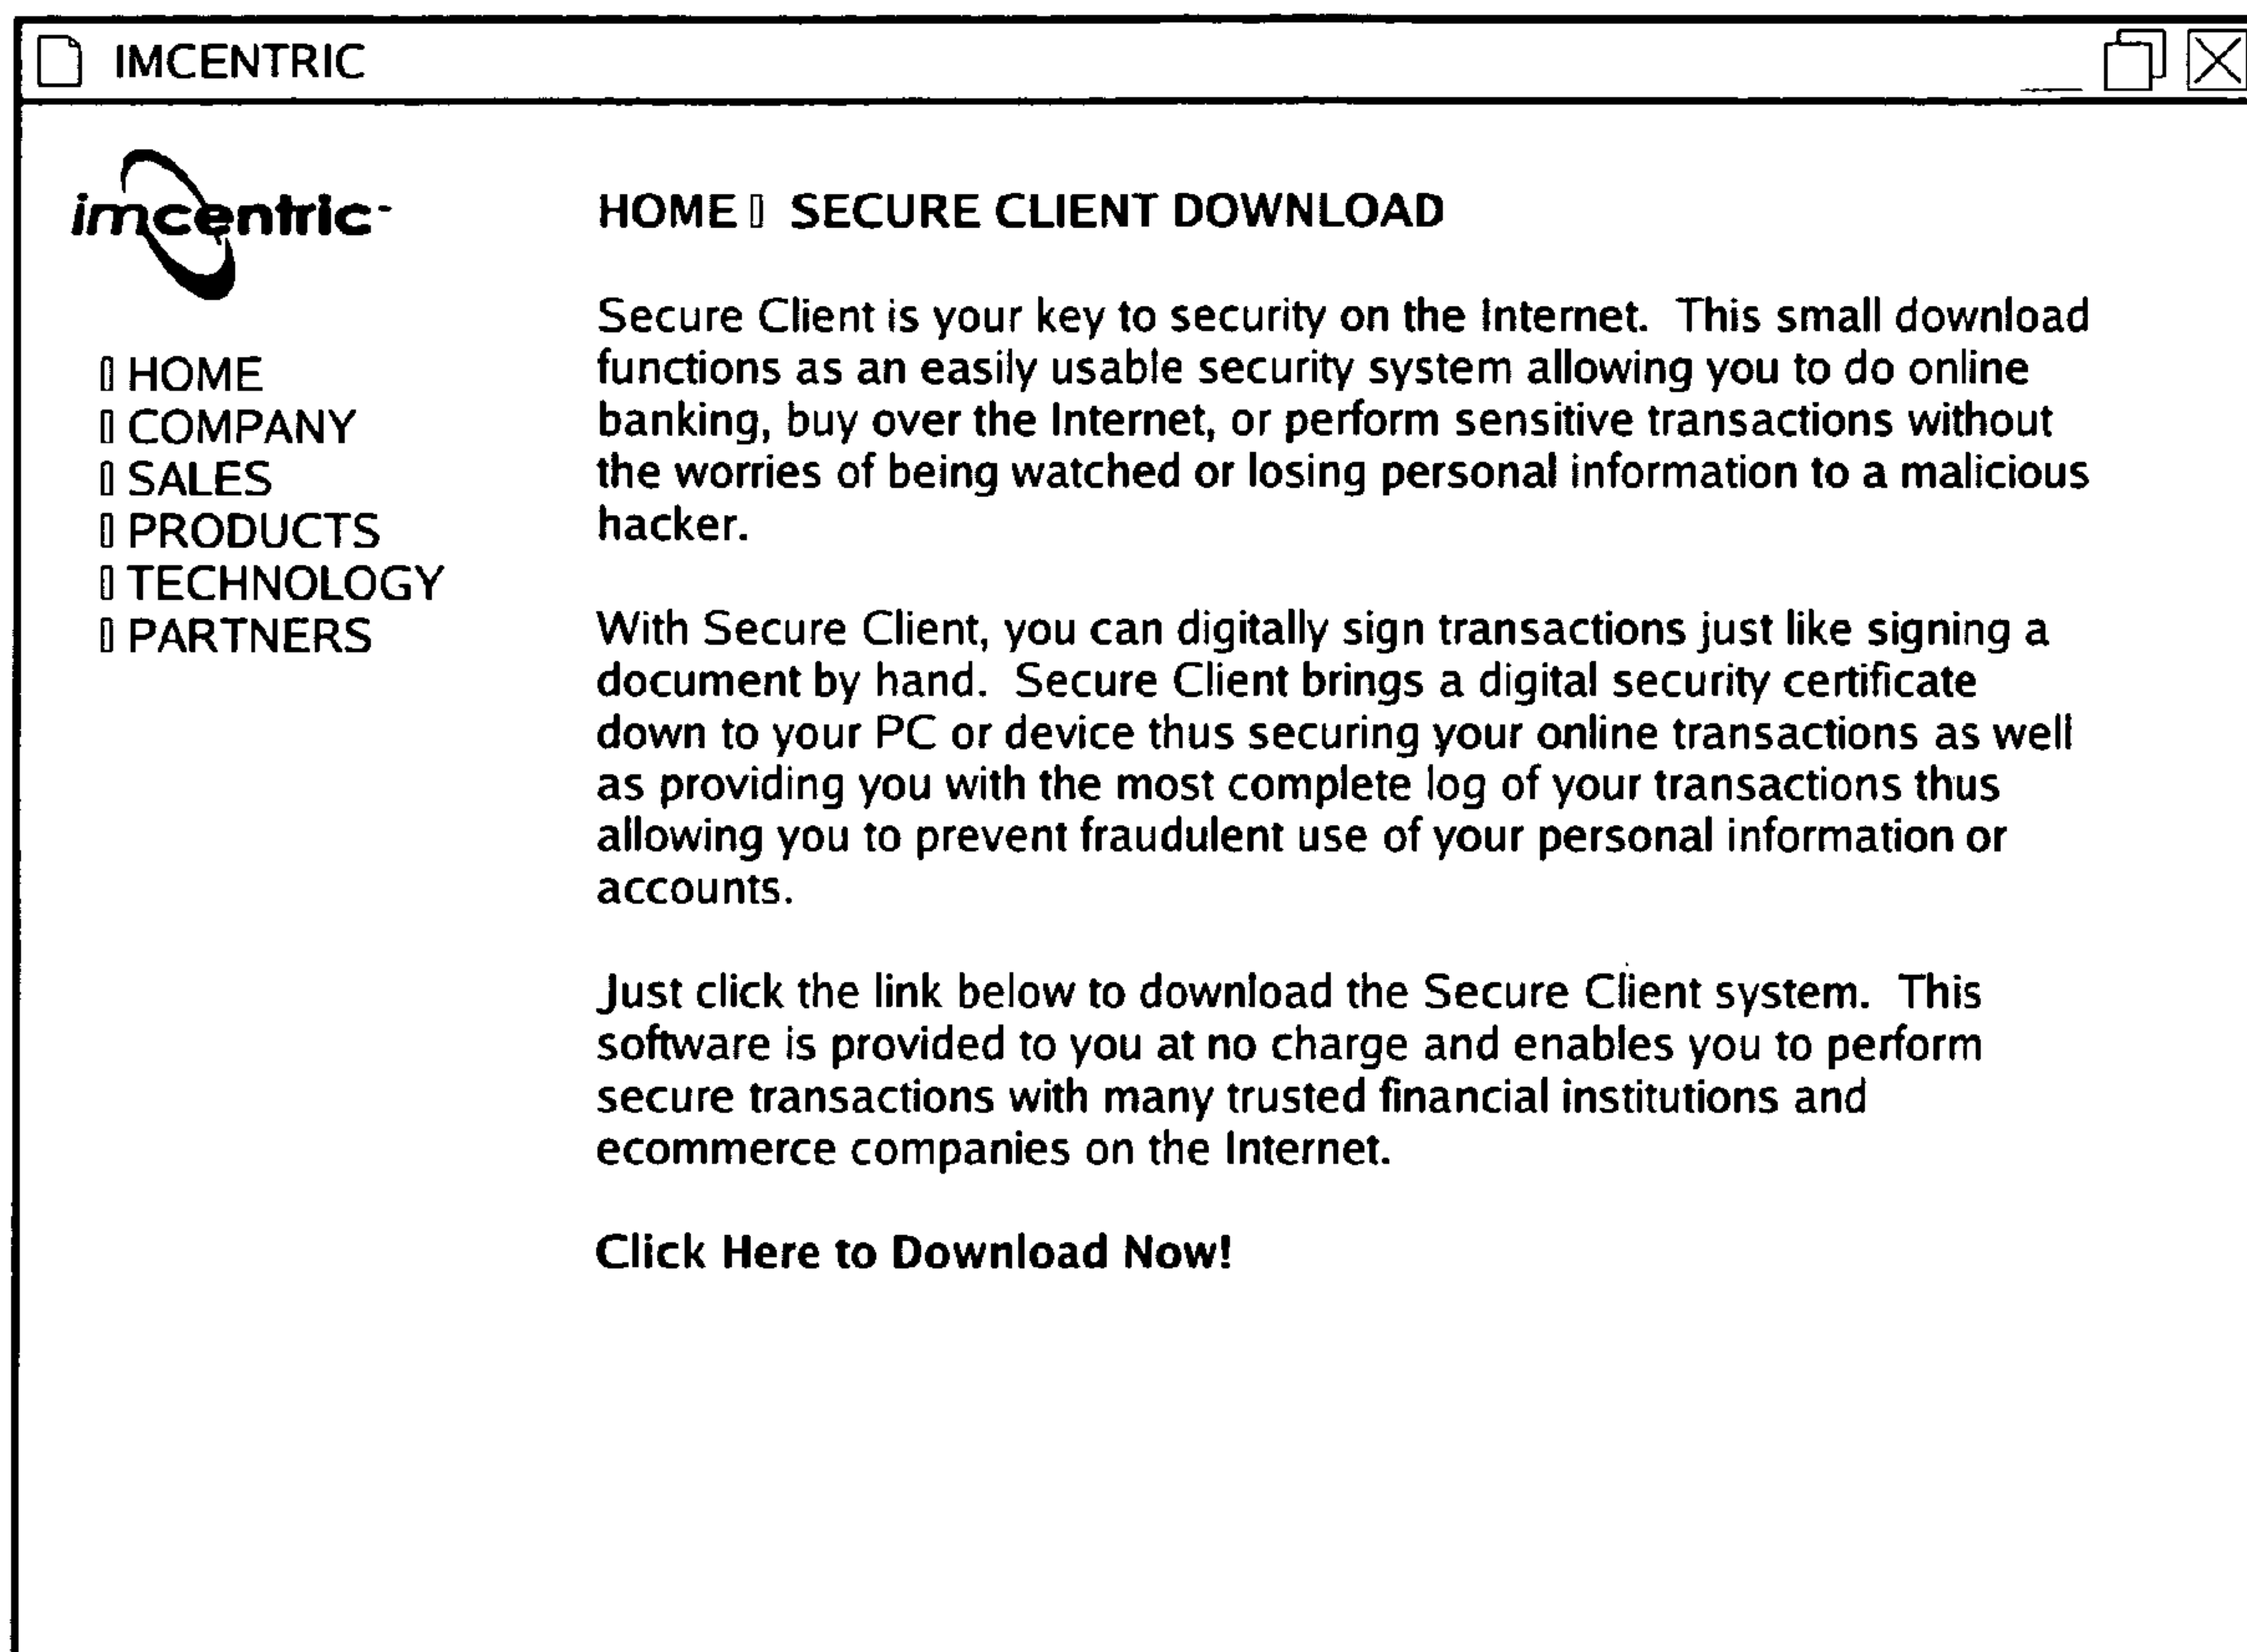 IMCENTRIC
imcentric
HOME
COMPANY
SALES
PRODUCTS
TECHNOLOGY
PARTNERS
HOME ▯ SECURE CLIENT DOWNLOAD
Secure Client is your key to security on the Internet. This small download
functions as an easily usable security system allowing you to do online
banking, buy over the Internet, or perform sensitive transactions without
the worries of being watched or losing personal information to a malicious
hacker.
With Secure Client, you can digitally sign transactions just like signing a
document by hand. Secure Client brings a digital security certificate
down to your PC or device thus securing your online transactions as well
as providing you with the most complete log of your transactions thus
allowing you to prevent fraudulent use of your personal information or
accounts.
Just click the link below to download the Secure Client system. This
software is provided to you at no charge and enables you to perform
secure transactions with many trusted financial institutions and
ecommerce companies on the Internet.
Click Here to Download Now!